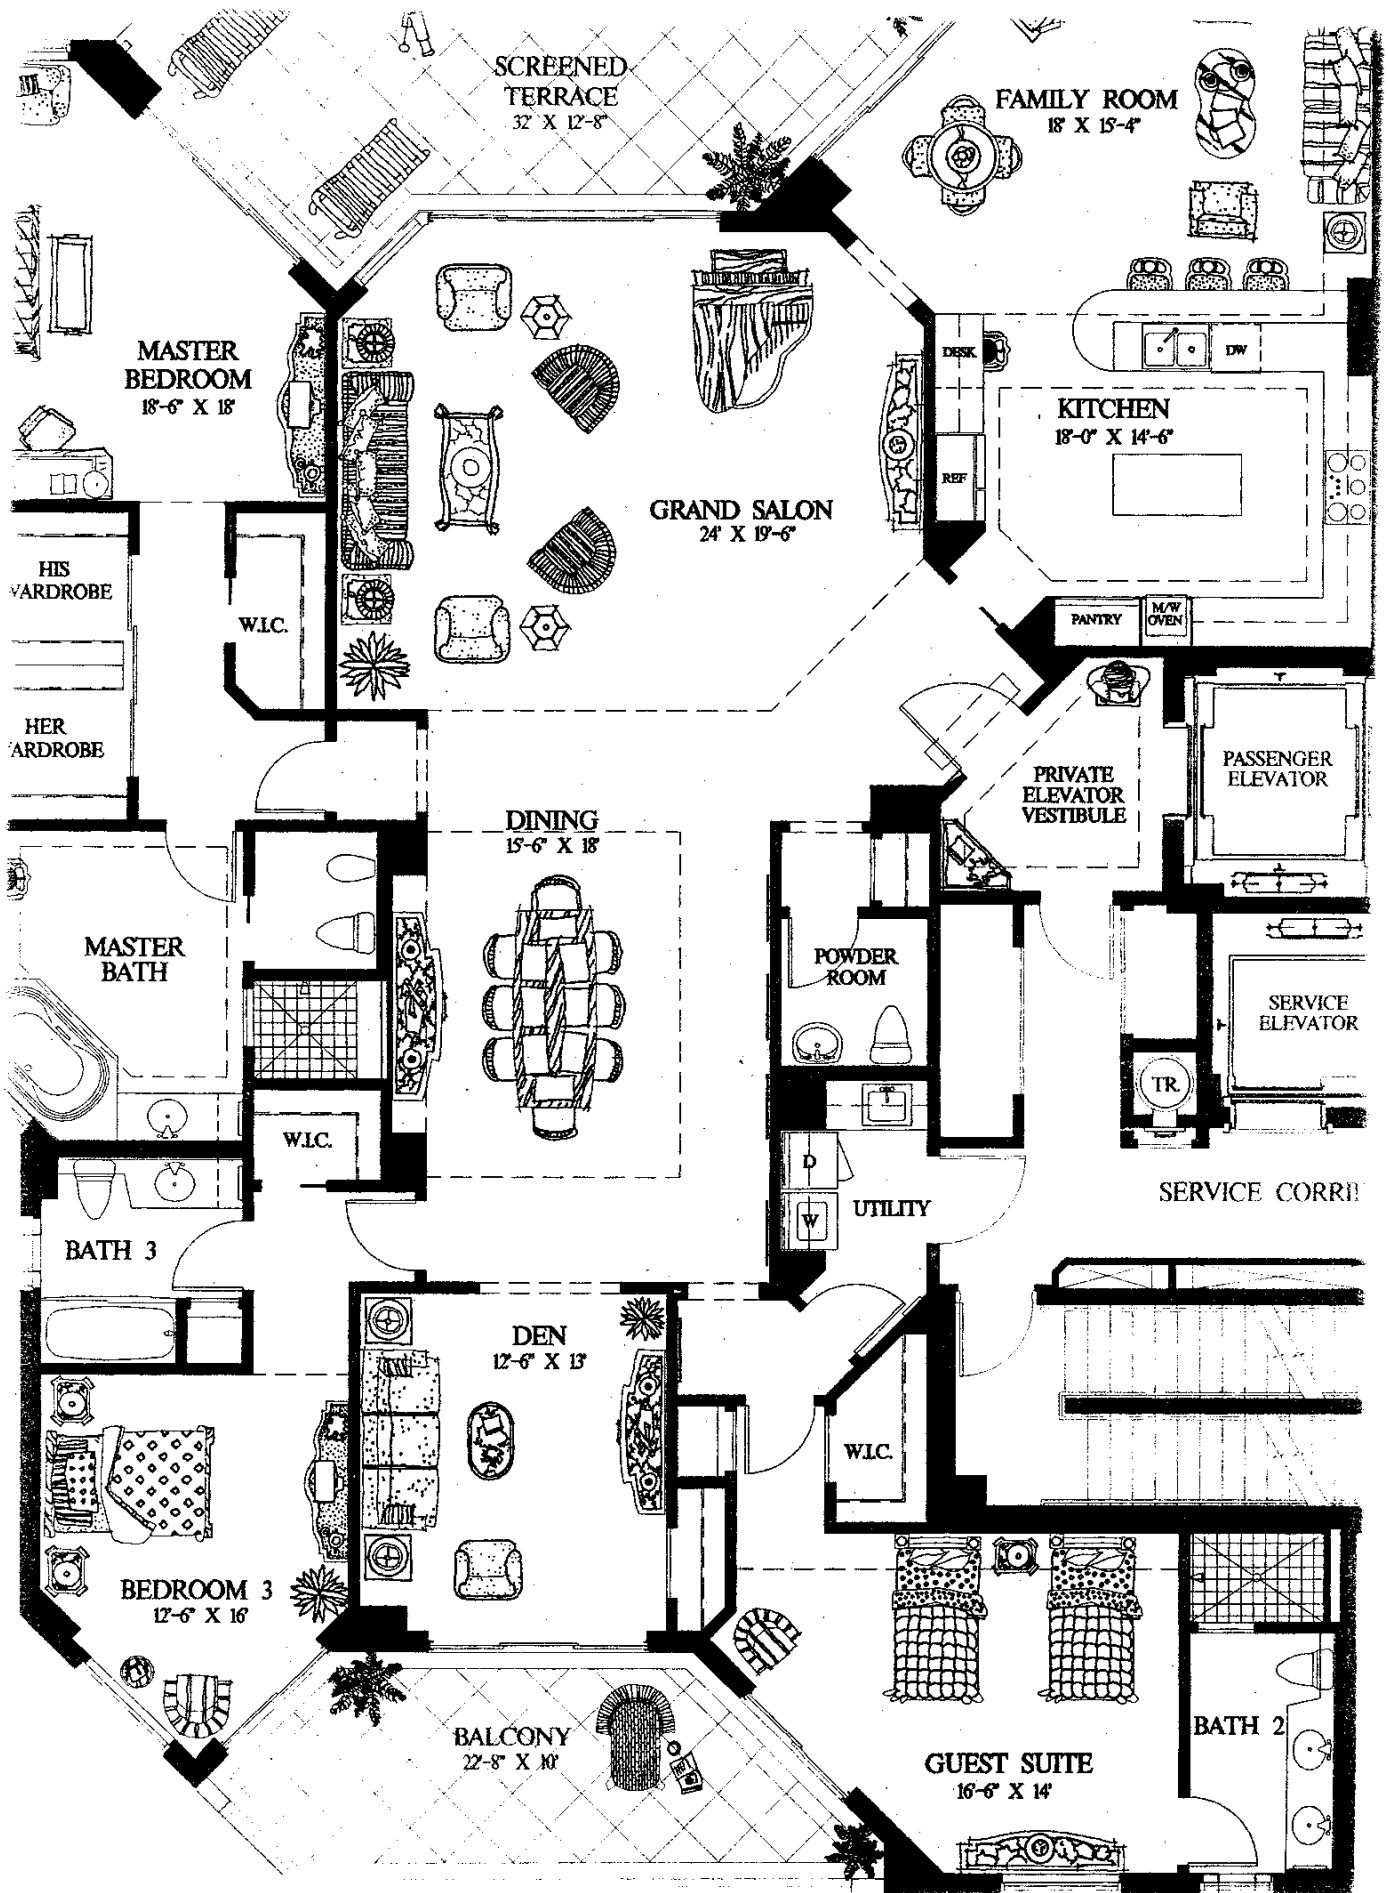 SCREENED
TERRACE
32' X 12'-8"
FAMILY ROOM
18' X 15'-4"
MASTER
BEDROOM
18'-6" X 18'
DESK
DW
KITCHEN
18'-0" X 14'-6"
REF
GRAND SALON
24' X 19'-6"
HIS
VARDROBE
W.I.C.
PANTRY
M/W
OVEN
HER
ARDROBE
PASSENGER
ELEVATOR
PRIVATE
ELEVATOR
VESTIBULE
DINING
15'-6" X 18'
MASTER
BATH
POWDER
ROOM
SERVICE
ELEVATOR
TR.
W.I.C.
D
W
UTILITY
SERVICE CORRI
BATH 3
DEN
12'-6" X 13'
W.I.C.
BEDROOM 3
12'-6" X 16'
BALCONY
22'-8" X 10'
BATH 2
GUEST SUITE
16'-6" X 14'